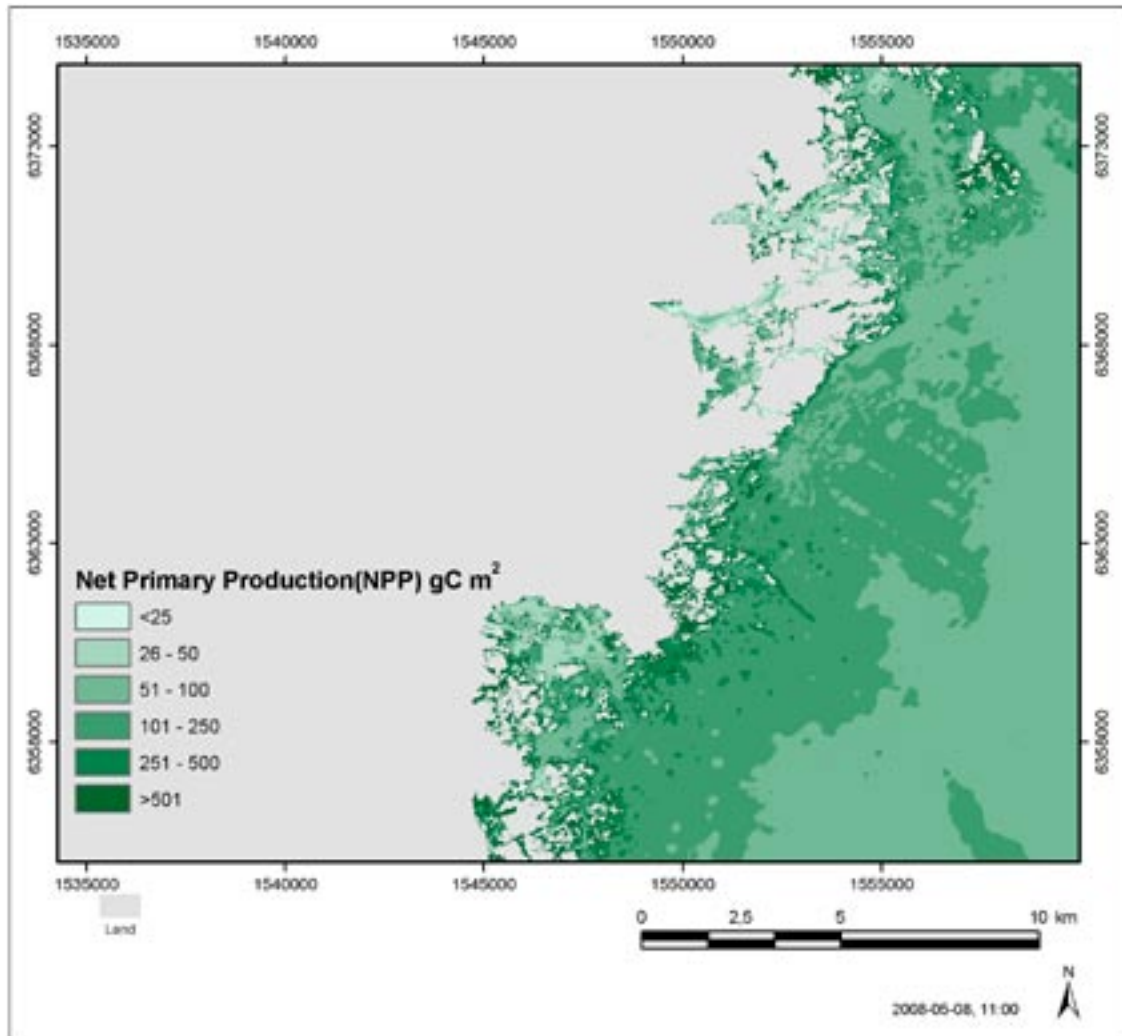 1535000 1540000 1545000 1550000 1555000
6373000 6373000
6368000 6368000
6363000 6363000
Net Primary Production(NPP) gC m²
<25
26 - 50
51 - 100
101 - 250
251 - 500
>501
6358000 6358000
1535000 1540000 1545000 1550000 1555000
Land
0 2,5 5 10 km
N
2008-05-08, 11:00